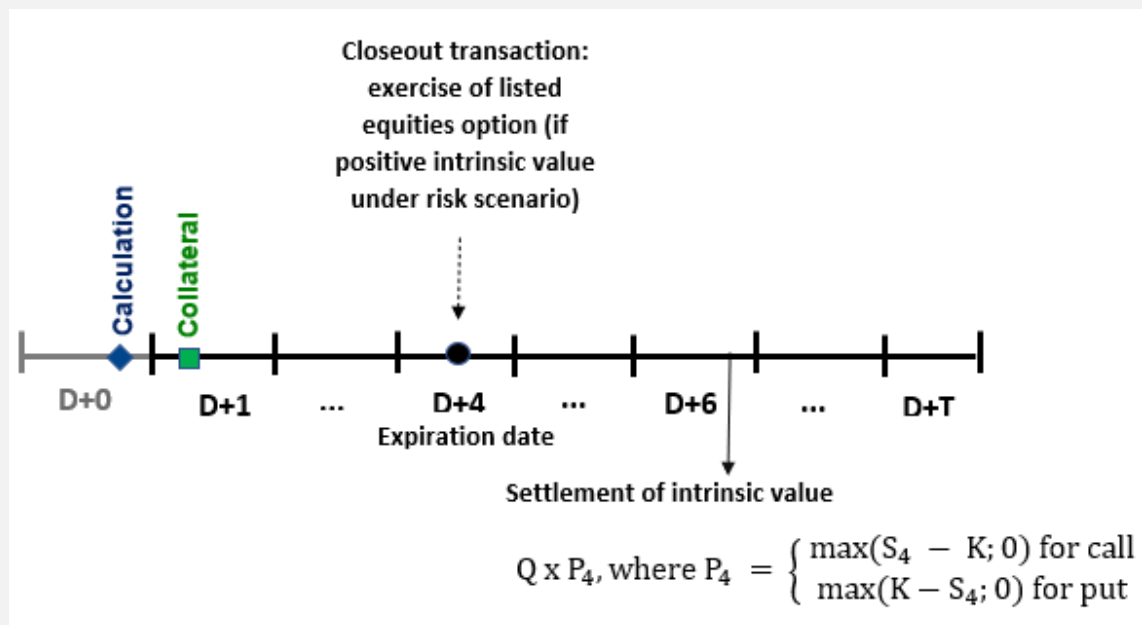 Closeout transaction:
exercise of listed
equities option (if
positive intrinsic value
under risk scenario)
Calculation
Collateral
D+0
D+1
...
D+4
...
D+6
...
D+T
Expiration date
Settlement of intrinsic value
Q x P₄, where P₄ = { max(S₄ − K; 0) for call
max(K − S₄; 0) for put